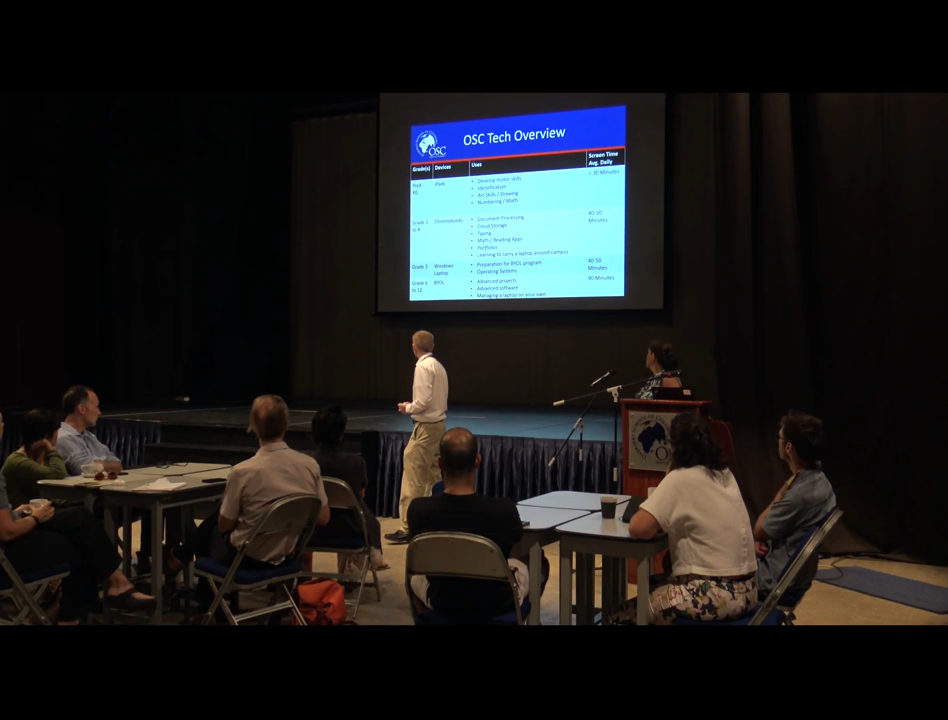 OSC Tech Overview
OSC
Grade(s) Devices Uses Screen Time Avg. Daily
PreK - KG iPads
• Develop motor skills
• Identification
• Art Skills / Drawing
• Numbering / Math
< 30 Minutes
Grade 1 to 4 Chromebooks
• Document Processing
• Cloud Storage
• Typing
• Math / Reading Apps
• Portfolios
• Learning to carry a laptop around campus
40-50 Minutes
Grade 5 Windows Laptop
• Preparation for BYOL program
• Operating Systems
40-50 Minutes
Grade 6 to 12 BYOL
• Advanced projects
• Advanced software
• Managing a laptop on your own
90 Minutes